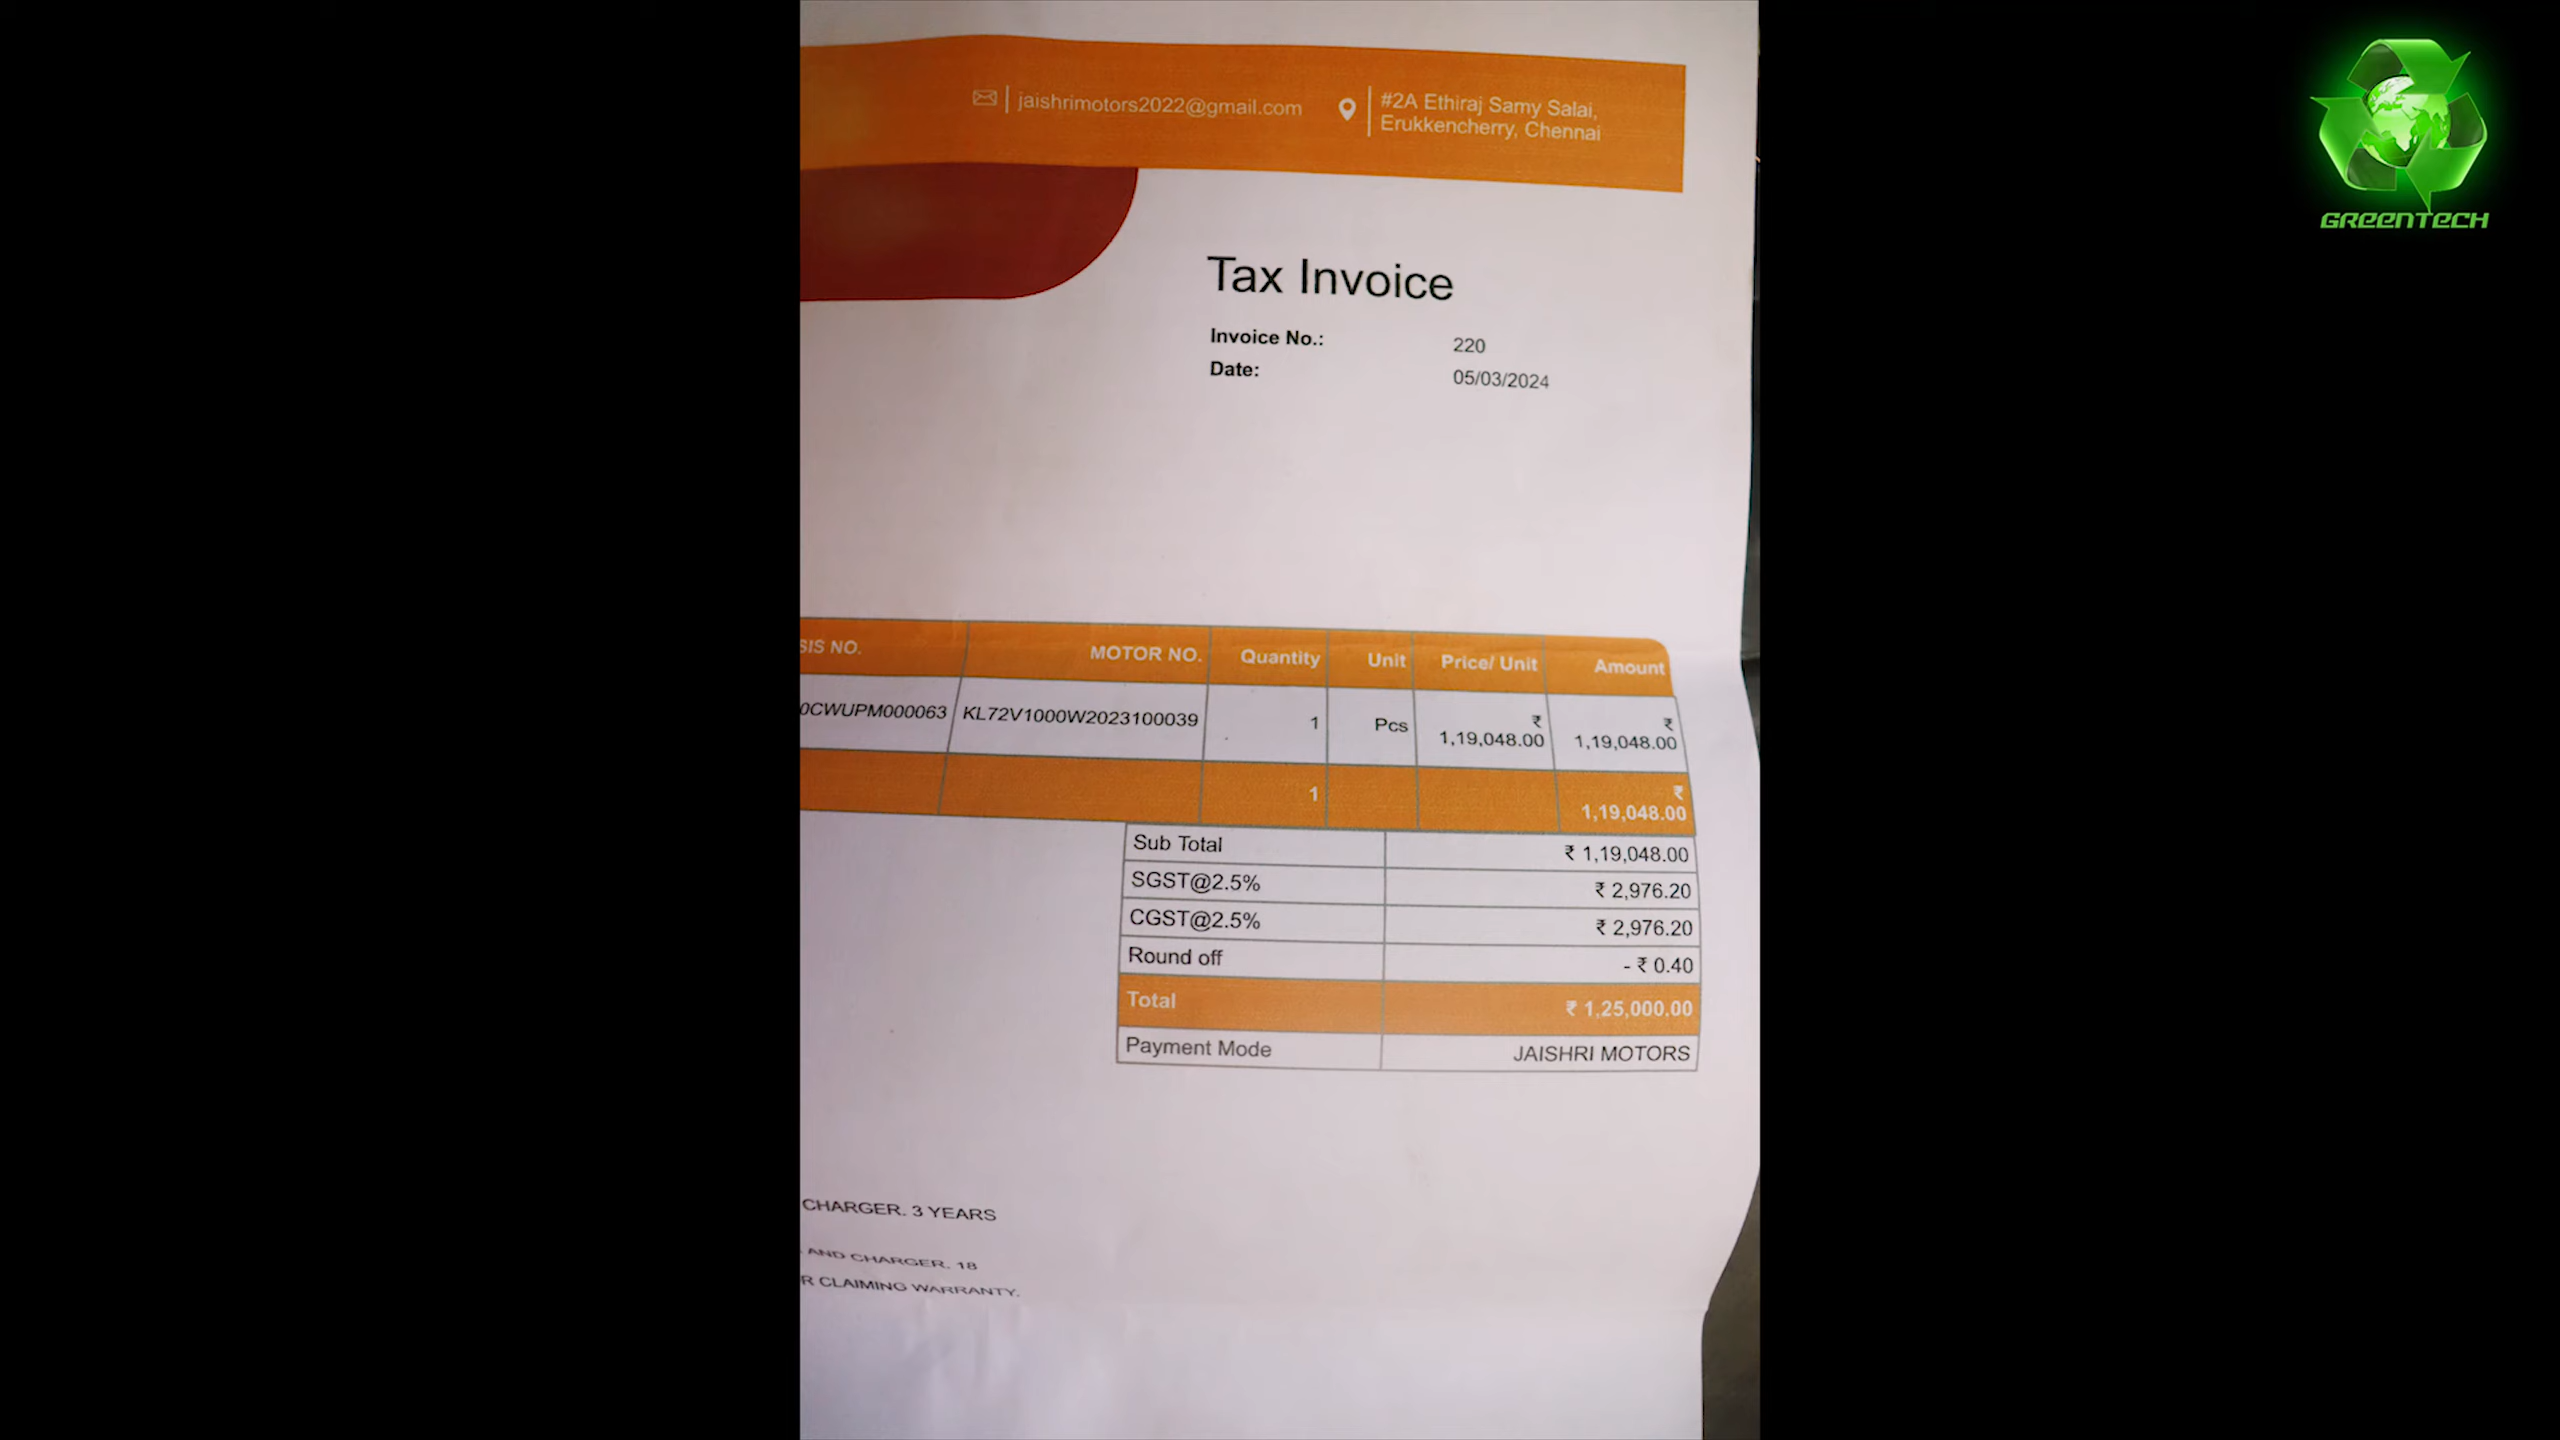 jaishrimotors2022@gmail.com
#2A Ethiraj Samy Salai,
Erukkencherry, Chennai
GREENTECH
Tax Invoice
Invoice No.: 220
Date: 05/03/2024
SIS NO. MOTOR NO. Quantity Unit Price/ Unit Amount
0CWUPM000063 KL72V1000W2023100039 1 Pcs ₹ 1,19,048.00 ₹ 1,19,048.00
1 ₹ 1,19,048.00
Sub Total ₹ 1,19,048.00
SGST@2.5% ₹ 2,976.20
CGST@2.5% ₹ 2,976.20
Round off - ₹ 0.40
Total ₹ 1,25,000.00
Payment Mode JAISHRI MOTORS
CHARGER. 3 YEARS
AND CHARGER. 18
R CLAIMING WARRANTY.